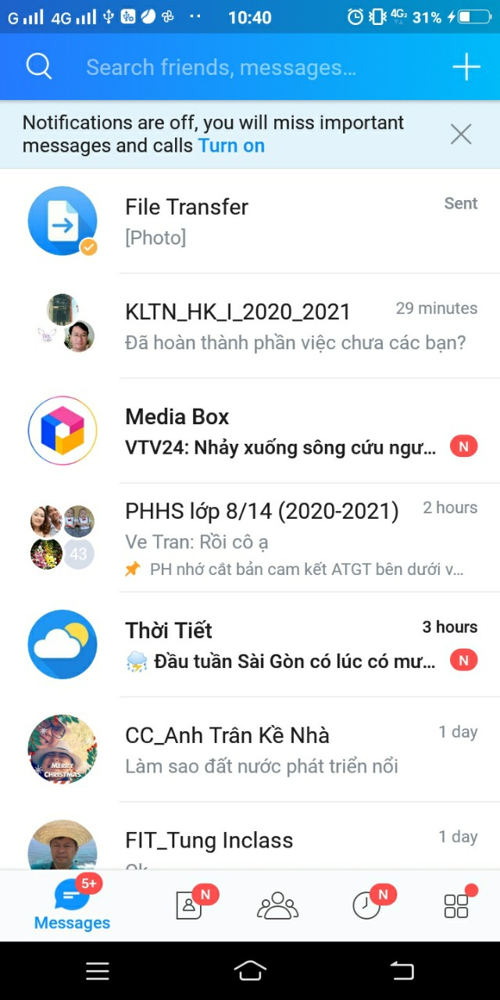 G 4G 10:40 4G² 31%
Search friends, messages...
Notifications are off, you will miss important
messages and calls Turn on
File Transfer Sent
[Photo]
KLTN_HK_I_2020_2021 29 minutes
Đã hoàn thành phần việc chưa các bạn?
Media Box
VTV24: Nhảy xuống sông cứu ngư... N
PHHS lớp 8/14 (2020-2021) 2 hours
Ve Tran: Rồi cô ạ
43
PH nhớ cắt bản cam kết ATGT bên dưới v...
Thời Tiết 3 hours
Đầu tuần Sài Gòn có lúc có mư... N
CC_Anh Trân Kề Nhà 1 day
Làm sao đất nước phát triển nổi
MERRY
CHRISTMAS
FIT_Tung Inclass 1 day
Ok
5+ N N
Messages